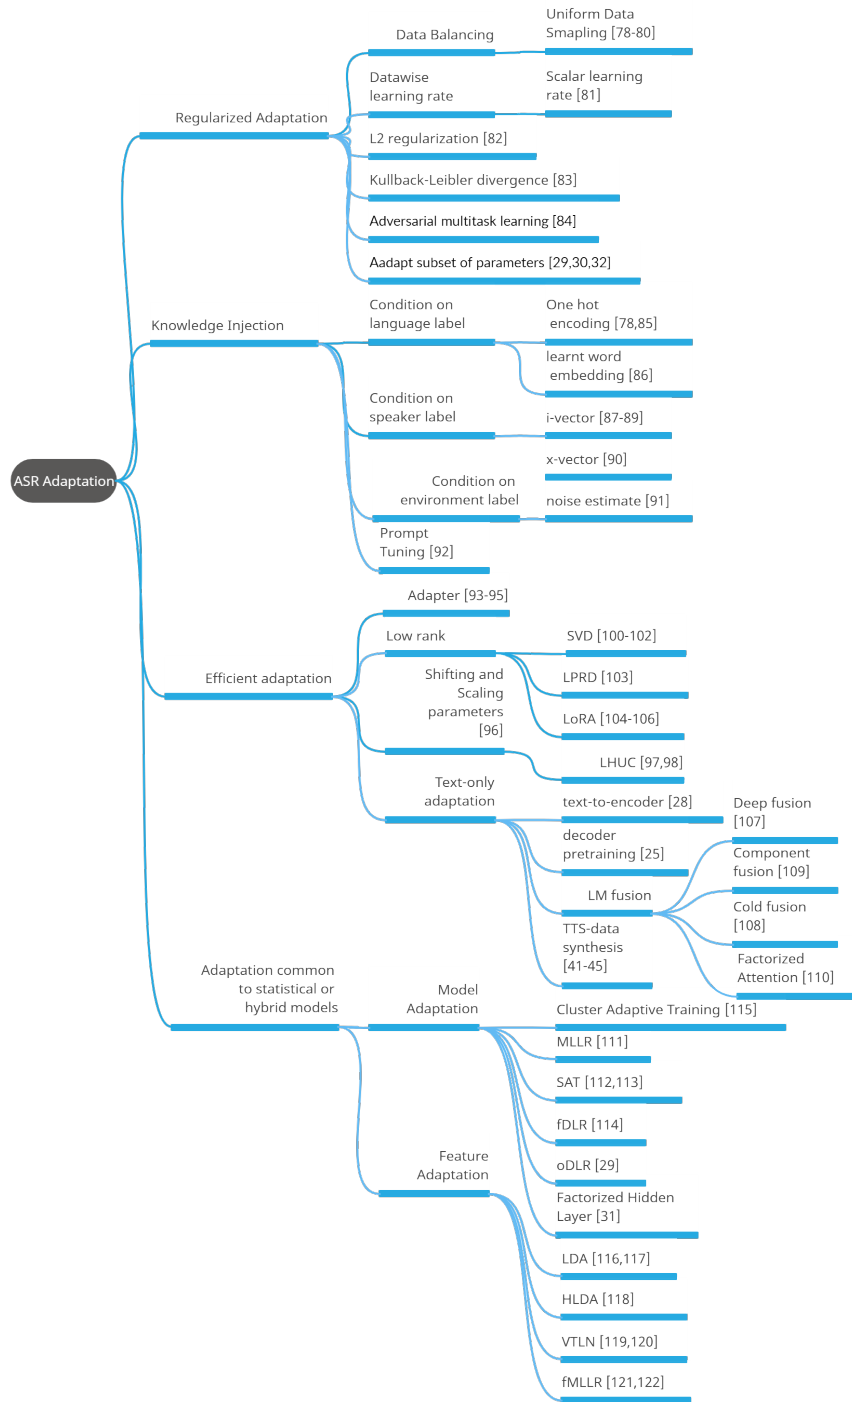 ASR Adaptation
Regularized Adaptation
Data Balancing
Uniform Data
Smapling [78-80]
Datawise
learning rate
Scalar learning
rate [81]
L2 regularization [82]
Kullback-Leibler divergence [83]
Adversarial multitask learning [84]
Aadapt subset of parameters [29,30,32]
Knowledge Injection
Condition on
language label
One hot
encoding [78,85]
learnt word
embedding [86]
Condition on
speaker label
i-vector [87-89]
x-vector [90]
Condition on
environment label
noise estimate [91]
Prompt
Tuning [92]
Efficient adaptation
Adapter [93-95]
Low rank
SVD [100-102]
LPRD [103]
LoRA [104-106]
Shifting and
Scaling
parameters
[96]
LHUC [97,98]
Text-only
adaptation
text-to-encoder [28]
decoder
pretraining [25]
LM fusion
Deep fusion
[107]
Component
fusion [109]
Cold fusion
[108]
Factorized
Attention [110]
TTS-data
synthesis
[41-45]
Adaptation common
to statistical or
hybrid models
Model
Adaptation
Cluster Adaptive Training [115]
MLLR [111]
SAT [112,113]
fDLR [114]
oDLR [29]
Factorized Hidden
Layer [31]
Feature
Adaptation
LDA [116,117]
HLDA [118]
VTLN [119,120]
fMLLR [121,122]